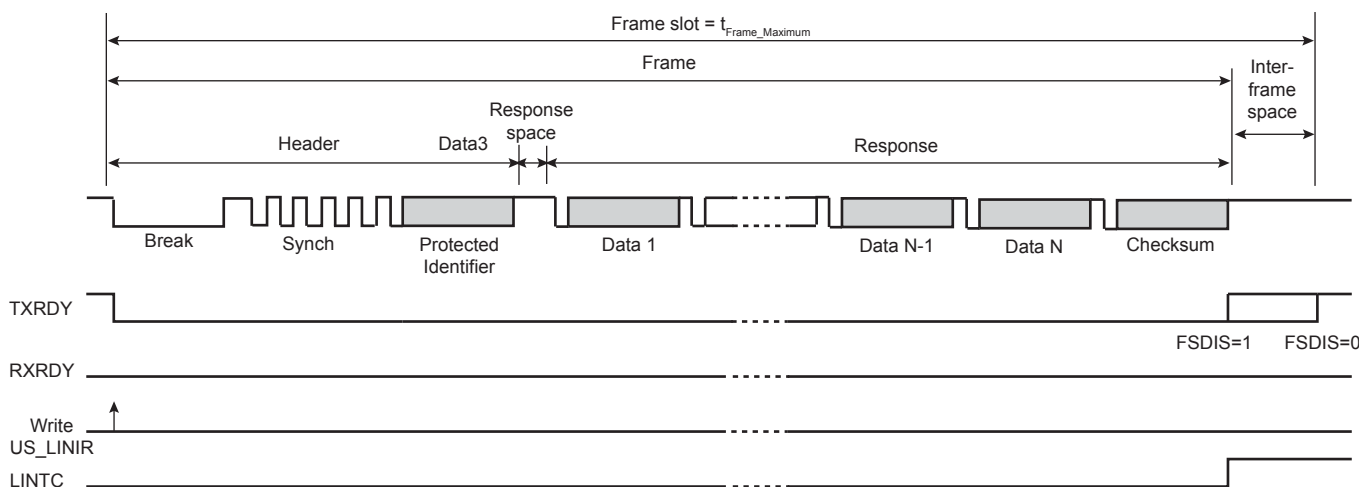 Frame slot = tFrame_Maximum
Frame
Inter-
frame
space
Response
space
Header
Data3
Response
Break
Synch
Protected
Identifier
Data 1
Data N-1
Data N
Checksum
TXRDY
FSDIS=1
FSDIS=0
RXRDY
Write
US_LINIR
LINTC